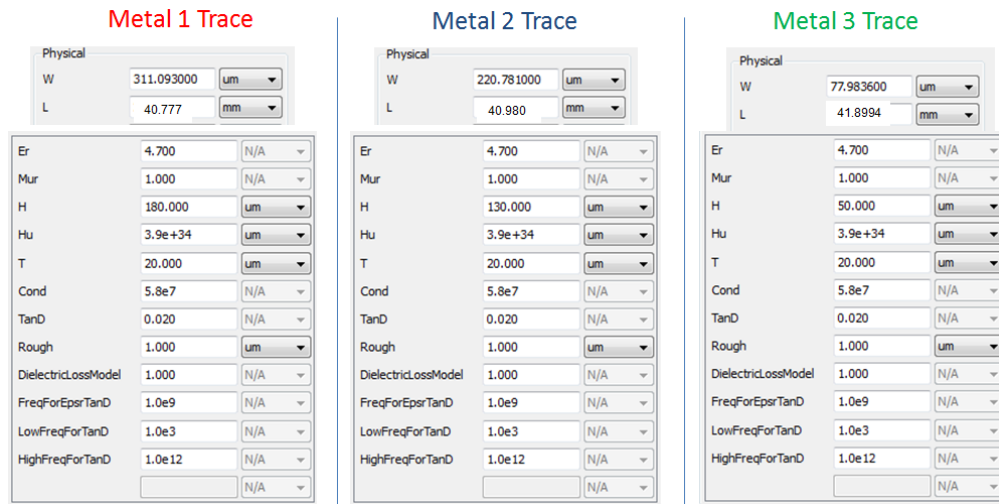 Metal 1 Trace
Physical
W 311.093000 um
L 40.777 mm
Er 4.700 N/A
Mur 1.000 N/A
H 180.000 um
Hu 3.9e+34 um
T 20.000 um
Cond 5.8e7 N/A
TanD 0.020 N/A
Rough 1.000 um
DielectricLossModel 1.000 N/A
FreqForEpsrTanD 1.0e9 N/A
LowFreqForTanD 1.0e3 N/A
HighFreqForTanD 1.0e12 N/A
N/A
Metal 2 Trace
Physical
W 220.781000 um
L 40.980 mm
Er 4.700 N/A
Mur 1.000 N/A
H 130.000 um
Hu 3.9e+34 um
T 20.000 um
Cond 5.8e7 N/A
TanD 0.020 N/A
Rough 1.000 um
DielectricLossModel 1.000 N/A
FreqForEpsrTanD 1.0e9 N/A
LowFreqForTanD 1.0e3 N/A
HighFreqForTanD 1.0e12 N/A
N/A
Metal 3 Trace
Physical
W 77.983600 um
L 41.8994 mm
Er 4.700 N/A
Mur 1.000 N/A
H 50.000 um
Hu 3.9e+34 um
T 20.000 um
Cond 5.8e7 N/A
TanD 0.020 N/A
Rough 1.000 um
DielectricLossModel 1.000 N/A
FreqForEpsrTanD 1.0e9 N/A
LowFreqForTanD 1.0e3 N/A
HighFreqForTanD 1.0e12 N/A
N/A